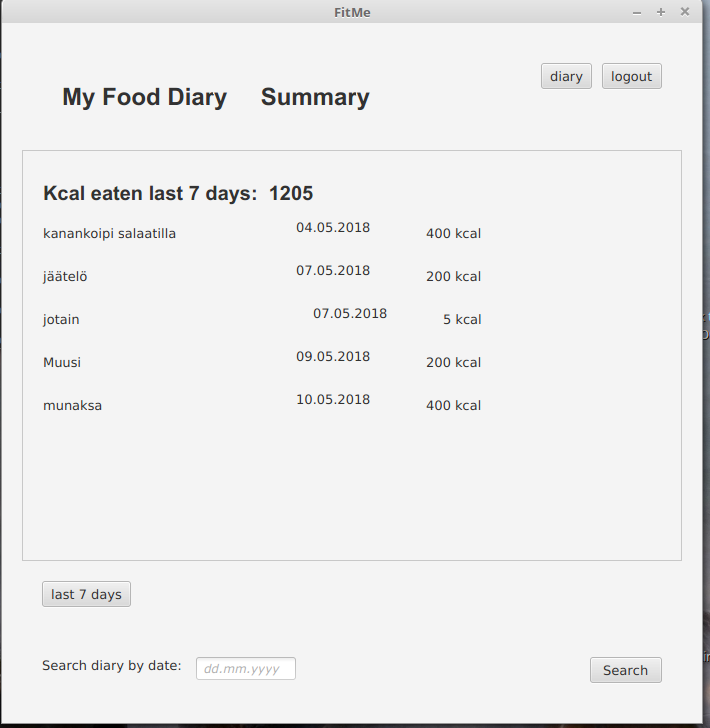 FitMe
diary logout
My Food Diary Summary
Kcal eaten last 7 days: 1205
kanankoipi salaatilla 04.05.2018 400 kcal
jäätelö 07.05.2018 200 kcal
jotain 07.05.2018 5 kcal
Muusi 09.05.2018 200 kcal
munaksa 10.05.2018 400 kcal
last 7 days
Search diary by date: dd.mm.yyyy Search